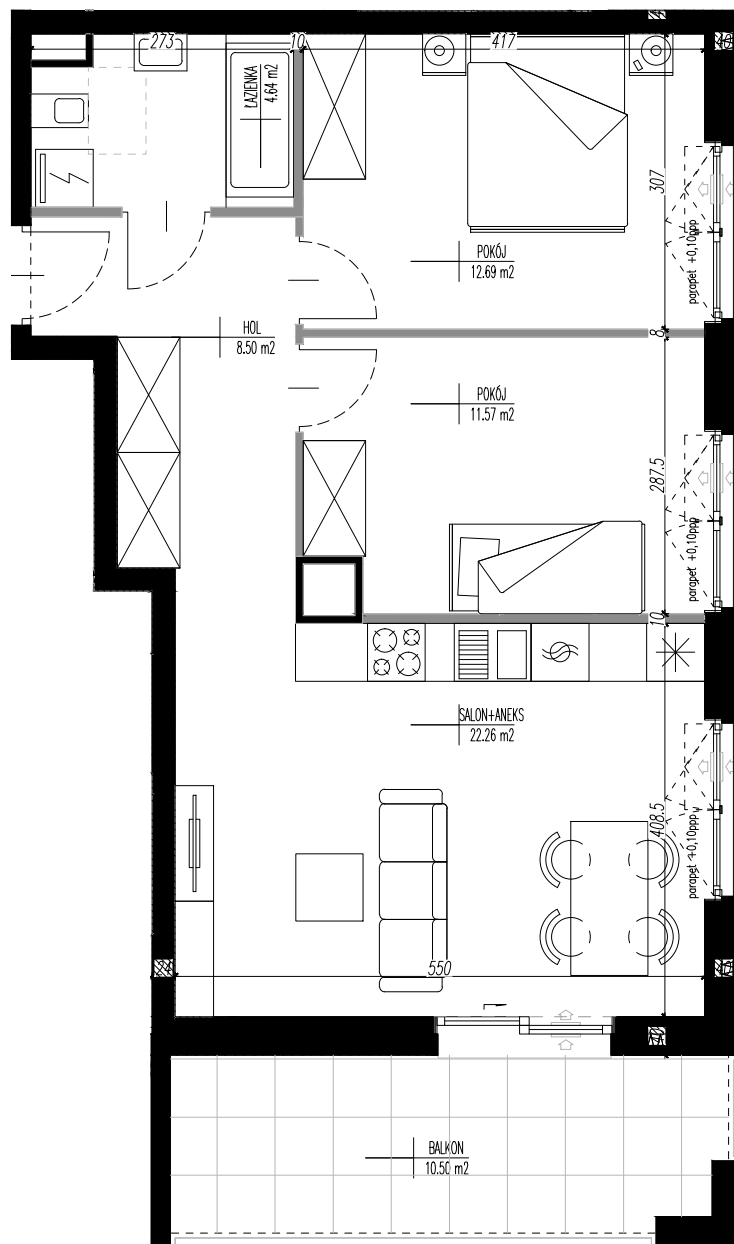 273
10
417
ŁAZIENKA
4.64 m2
307
POKÓJ
12.69 m2
parapet +0,10ppp
HOL
8.50 m2
8
POKÓJ
11.57 m2
287.5
parapet +0,10ppp
10
SALON+ANEKS
22.26 m2
408.5
parapet +0,10ppp
550
BALKON
10.50 m2